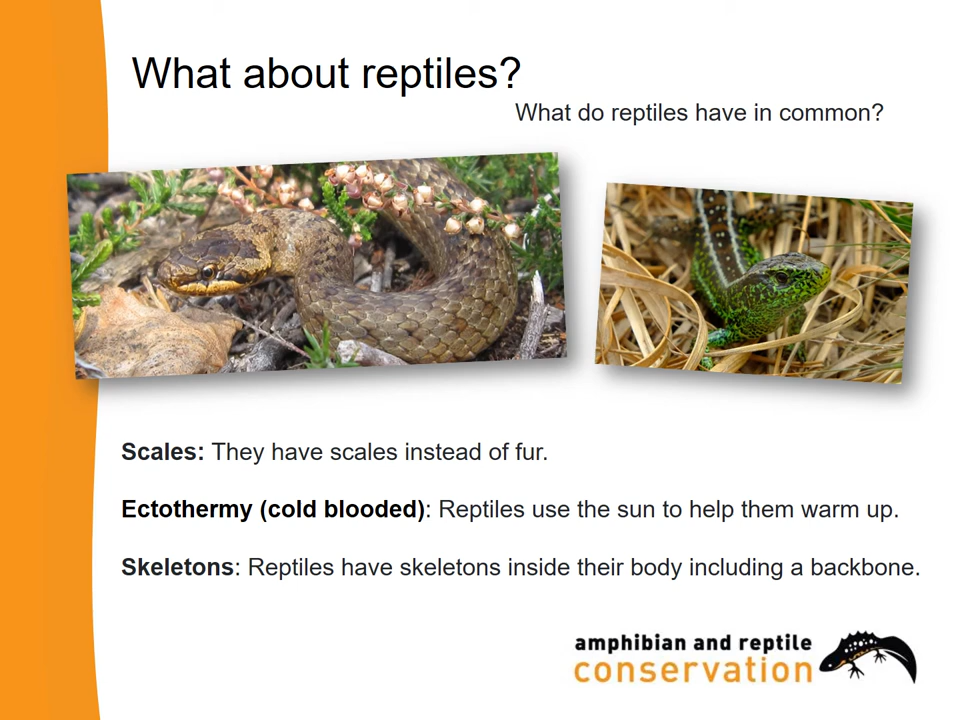 What about reptiles?
What do reptiles have in common?
Scales: They have scales instead of fur.
Ectothermy (cold blooded): Reptiles use the sun to help them warm up.
Skeletons: Reptiles have skeletons inside their body including a backbone.
amphibian and reptile
conservation